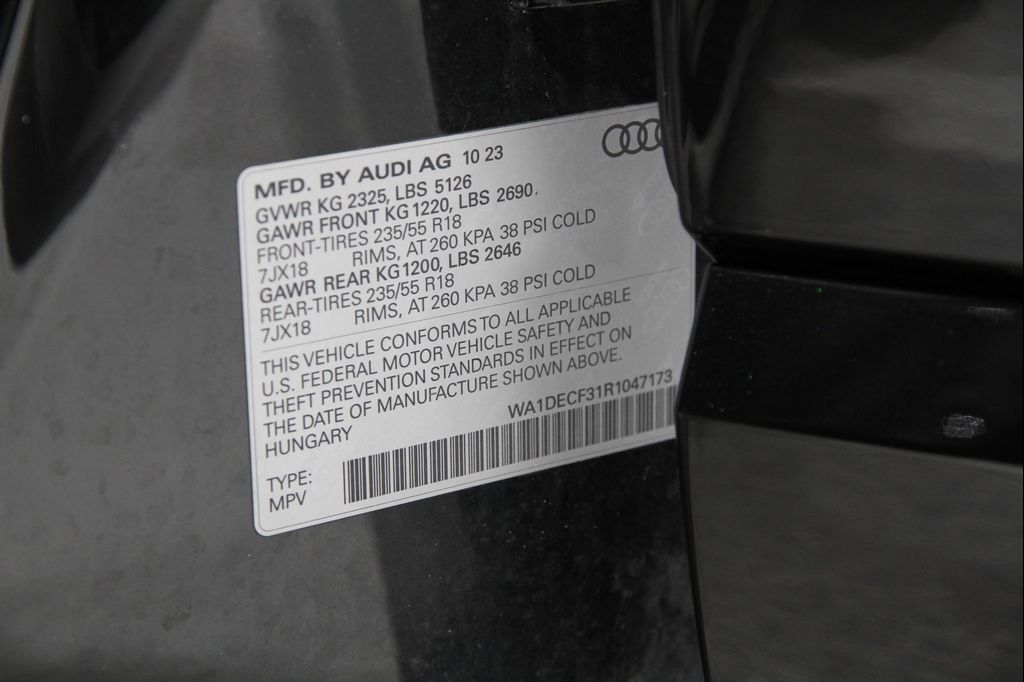 MFD. BY AUDI AG 10 23
GVWR KG 2325, LBS 5126
GAWR FRONT KG 1220, LBS 2690,
FRONT-TIRES 235/55 R18
7JX18 RIMS, AT 260 KPA 38 PSI COLD
GAWR REAR KG 1200, LBS 2646
REAR-TIRES 235/55 R18
7JX18 RIMS, AT 260 KPA 38 PSI COLD
THIS VEHICLE CONFORMS TO ALL APPLICABLE
U.S. FEDERAL MOTOR VEHICLE SAFETY AND
THEFT PREVENTION STANDARDS IN EFFECT ON
THE DATE OF MANUFACTURE SHOWN ABOVE.
HUNGARY
WA1DECF31R1047173
TYPE:
MPV